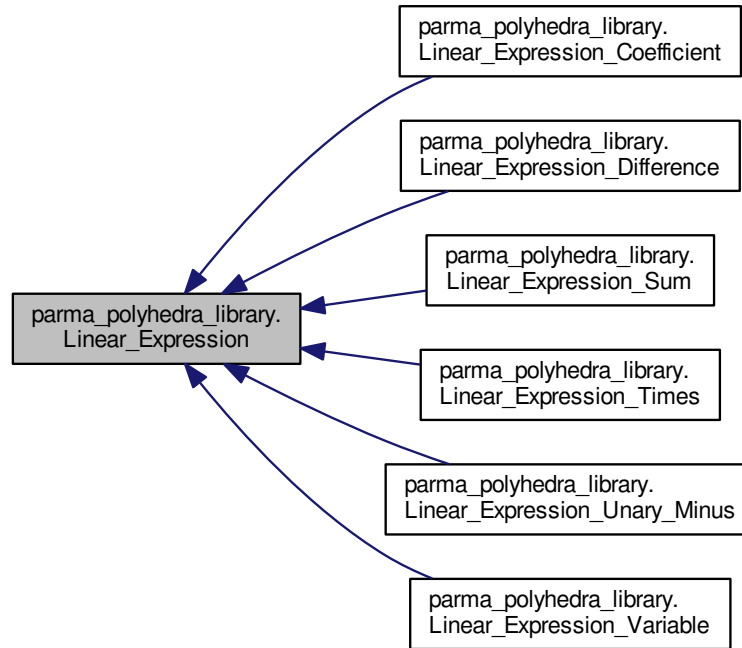 parma_polyhedra_library.
Linear_Expression_Coefficient
parma_polyhedra_library.
Linear_Expression_Difference
parma_polyhedra_library.
Linear_Expression_Sum
parma_polyhedra_library.
Linear_Expression
parma_polyhedra_library.
Linear_Expression_Times
parma_polyhedra_library.
Linear_Expression_Unary_Minus
parma_polyhedra_library.
Linear_Expression_Variable